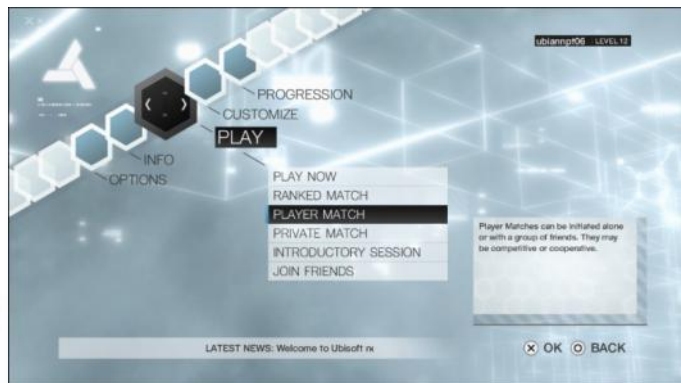 ubiannpt06 LEVEL 12
PROGRESSION
CUSTOMIZE
PLAY
INFO
OPTIONS
PLAY NOW
RANKED MATCH
PLAYER MATCH
PRIVATE MATCH
INTRODUCTORY SESSION
JOIN FRIENDS
Player Matches can be initiated alone
or with a group of friends. They may
be competitive or cooperative.
LATEST NEWS: Welcome to Ubisoft
OK BACK